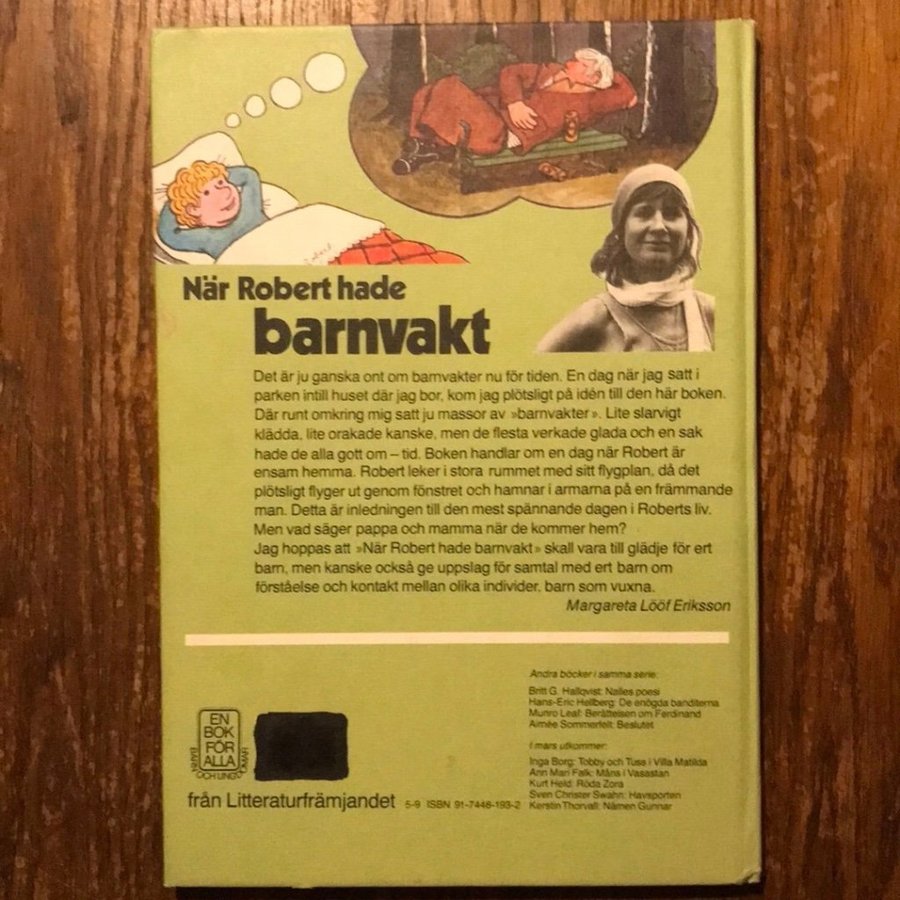 Robert
När Robert hade
barnvakt
Det är ju ganska ont om barnvakter nu för tiden. En dag när jag satt i
parken intill huset där jag bor, kom jag plötsligt på idén till den här boken.
Där runt omkring mig satt ju massor av »barnvakter». Lite slarvigt
klädda, lite orakade kanske, men de flesta verkade glada och en sak
hade de alla gott om – tid. Boken handlar om en dag när Robert är
ensam hemma. Robert leker i stora rummet med sitt flygplan, då det
plötsligt flyger ut genom fönstret och hamnar i armarna på en främmande
man. Detta är inledningen till den mest spännande dagen i Roberts liv.
Men vad säger pappa och mamma när de kommer hem?
Jag hoppas att »När Robert hade barnvakt» skall vara till glädje för ert
barn, men kanske också ge uppslag för samtal med ert barn om
förståelse och kontakt mellan olika individer, barn som vuxna.
Margareta Lööf Eriksson
Andra böcker i samma serie:
Britt G. Hallqvist: Nalles poesi
Hans-Eric Hellberg: De enögda banditerna
Munro Leaf: Berättelsen om Ferdinand
Aimée Sommerfelt: Beslutet
I mars utkommer:
Inga Borg: Tobby och Tuss i Villa Matilda
Ann Mari Falk: Måns i Vasastan
Kurt Held: Röda Zora
Sven Christer Swahn: Havsporten
Kerstin Thorvall: Nämen Gunnar
EN
BOK
FÖR
ALLA
BARN OCH UNGDOMAR
från Litteraturfrämjandet
5-9 ISBN 91-7448-193-2